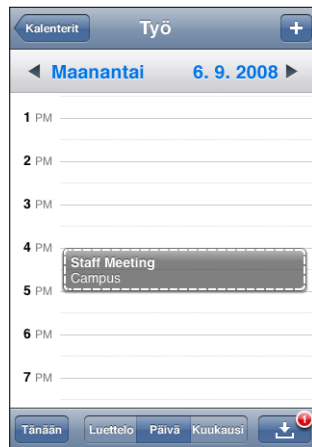 Kalenterit Työ +
Maanantai 6. 9. 2008
1 PM
2 PM
3 PM
4 PM
Staff Meeting
Campus
5 PM
6 PM
7 PM
Tänään Luettelo Päivä Kuukausi 1